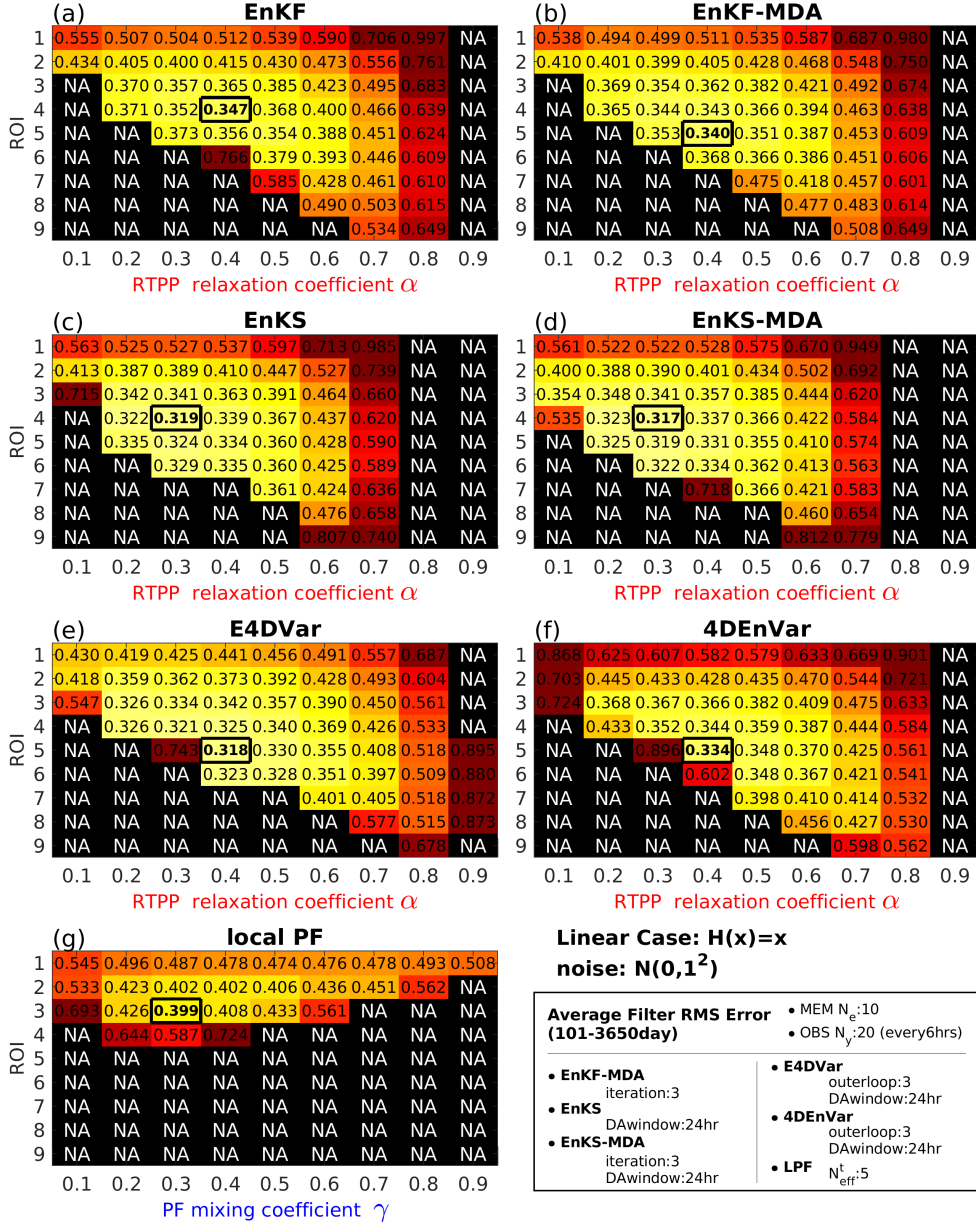 (a) EnKF
ROI
1 0.555 0.507 0.504 0.512 0.539 0.590 0.706 0.997 NA
2 0.434 0.405 0.400 0.415 0.430 0.473 0.556 0.761 NA
3 NA 0.370 0.357 0.365 0.385 0.423 0.495 0.683 NA
4 NA 0.371 0.352 0.347 0.368 0.400 0.466 0.639 NA
5 NA NA 0.373 0.356 0.354 0.388 0.451 0.624 NA
6 NA NA NA 0.766 0.379 0.393 0.446 0.609 NA
7 NA NA NA NA 0.585 0.428 0.461 0.610 NA
8 NA NA NA NA NA 0.490 0.503 0.615 NA
9 NA NA NA NA NA NA 0.534 0.649 NA
0.1 0.2 0.3 0.4 0.5 0.6 0.7 0.8 0.9
RTPP relaxation coefficient α
(b) EnKF-MDA
1 0.538 0.494 0.499 0.511 0.535 0.587 0.687 0.980 NA
2 0.410 0.401 0.399 0.405 0.428 0.468 0.548 0.750 NA
3 NA 0.369 0.354 0.362 0.382 0.421 0.492 0.674 NA
4 NA 0.365 0.344 0.343 0.366 0.394 0.463 0.638 NA
5 NA NA 0.353 0.340 0.351 0.387 0.453 0.609 NA
6 NA NA NA 0.368 0.366 0.386 0.451 0.606 NA
7 NA NA NA NA 0.475 0.418 0.457 0.601 NA
8 NA NA NA NA NA 0.477 0.483 0.614 NA
9 NA NA NA NA NA NA 0.508 0.649 NA
0.1 0.2 0.3 0.4 0.5 0.6 0.7 0.8 0.9
RTPP relaxation coefficient α
(c) EnKS
ROI
1 0.563 0.525 0.527 0.537 0.597 0.713 0.985 NA NA
2 0.413 0.387 0.389 0.410 0.447 0.527 0.739 NA NA
3 0.715 0.342 0.341 0.363 0.391 0.464 0.660 NA NA
4 NA 0.322 0.319 0.339 0.367 0.437 0.620 NA NA
5 NA 0.335 0.324 0.334 0.360 0.428 0.590 NA NA
6 NA NA 0.329 0.335 0.360 0.425 0.589 NA NA
7 NA NA NA NA 0.361 0.424 0.636 NA NA
8 NA NA NA NA NA 0.476 0.658 NA NA
9 NA NA NA NA NA 0.807 0.740 NA NA
0.1 0.2 0.3 0.4 0.5 0.6 0.7 0.8 0.9
RTPP relaxation coefficient α
(d) EnKS-MDA
1 0.561 0.522 0.522 0.528 0.575 0.670 0.949 NA NA
2 0.400 0.388 0.390 0.401 0.434 0.502 0.692 NA NA
3 0.354 0.348 0.341 0.357 0.385 0.444 0.620 NA NA
4 0.535 0.323 0.317 0.337 0.366 0.422 0.584 NA NA
5 NA 0.325 0.319 0.331 0.355 0.410 0.574 NA NA
6 NA NA 0.322 0.334 0.362 0.413 0.563 NA NA
7 NA NA NA 0.718 0.366 0.421 0.583 NA NA
8 NA NA NA NA NA 0.460 0.654 NA NA
9 NA NA NA NA NA 0.812 0.779 NA NA
0.1 0.2 0.3 0.4 0.5 0.6 0.7 0.8 0.9
RTPP relaxation coefficient α
(e) E4DVar
ROI
1 0.430 0.419 0.425 0.441 0.456 0.491 0.557 0.687 NA
2 0.418 0.359 0.362 0.373 0.392 0.428 0.493 0.604 NA
3 0.547 0.326 0.334 0.342 0.357 0.390 0.450 0.561 NA
4 NA 0.326 0.321 0.325 0.340 0.369 0.426 0.533 NA
5 NA NA 0.743 0.318 0.330 0.355 0.408 0.518 0.895
6 NA NA NA 0.323 0.328 0.351 0.397 0.509 0.880
7 NA NA NA NA NA 0.401 0.405 0.518 0.872
8 NA NA NA NA NA NA 0.577 0.515 0.873
9 NA NA NA NA NA NA NA 0.678 NA
0.1 0.2 0.3 0.4 0.5 0.6 0.7 0.8 0.9
RTPP relaxation coefficient α
(f) 4DEnVar
1 0.868 0.625 0.607 0.582 0.579 0.633 0.669 0.901 NA
2 0.703 0.445 0.433 0.428 0.435 0.470 0.544 0.721 NA
3 0.724 0.368 0.367 0.366 0.382 0.409 0.475 0.633 NA
4 NA 0.433 0.352 0.344 0.359 0.387 0.444 0.584 NA
5 NA NA 0.896 0.334 0.348 0.370 0.425 0.561 NA
6 NA NA NA 0.602 0.348 0.367 0.421 0.541 NA
7 NA NA NA NA 0.398 0.410 0.414 0.532 NA
8 NA NA NA NA NA 0.456 0.427 0.530 NA
9 NA NA NA NA NA NA 0.598 0.562 NA
0.1 0.2 0.3 0.4 0.5 0.6 0.7 0.8 0.9
RTPP relaxation coefficient α
(g) local PF
ROI
1 0.545 0.496 0.487 0.478 0.474 0.476 0.478 0.493 0.508
2 0.533 0.423 0.402 0.402 0.406 0.436 0.451 0.562 NA
3 0.693 0.426 0.399 0.408 0.433 0.561 NA NA NA
4 NA 0.644 0.587 0.724 NA NA NA NA NA
5 NA NA NA NA NA NA NA NA NA
6 NA NA NA NA NA NA NA NA NA
7 NA NA NA NA NA NA NA NA NA
8 NA NA NA NA NA NA NA NA NA
9 NA NA NA NA NA NA NA NA NA
0.1 0.2 0.3 0.4 0.5 0.6 0.7 0.8 0.9
PF mixing coefficient γ
Linear Case: H(x)=x
noise: N(0,1²)
Average Filter RMS Error
(101-3650day)
• MEM Nₑ:10
• OBS N_y:20 (every6hrs)
• EnKF-MDA
iteration:3
• EnKS
DAwindow:24hr
• EnKS-MDA
iteration:3
DAwindow:24hr
• E4DVar
outerloop:3
DAwindow:24hr
• 4DEnVar
outerloop:3
DAwindow:24hr
• LPF N_eff^t:5